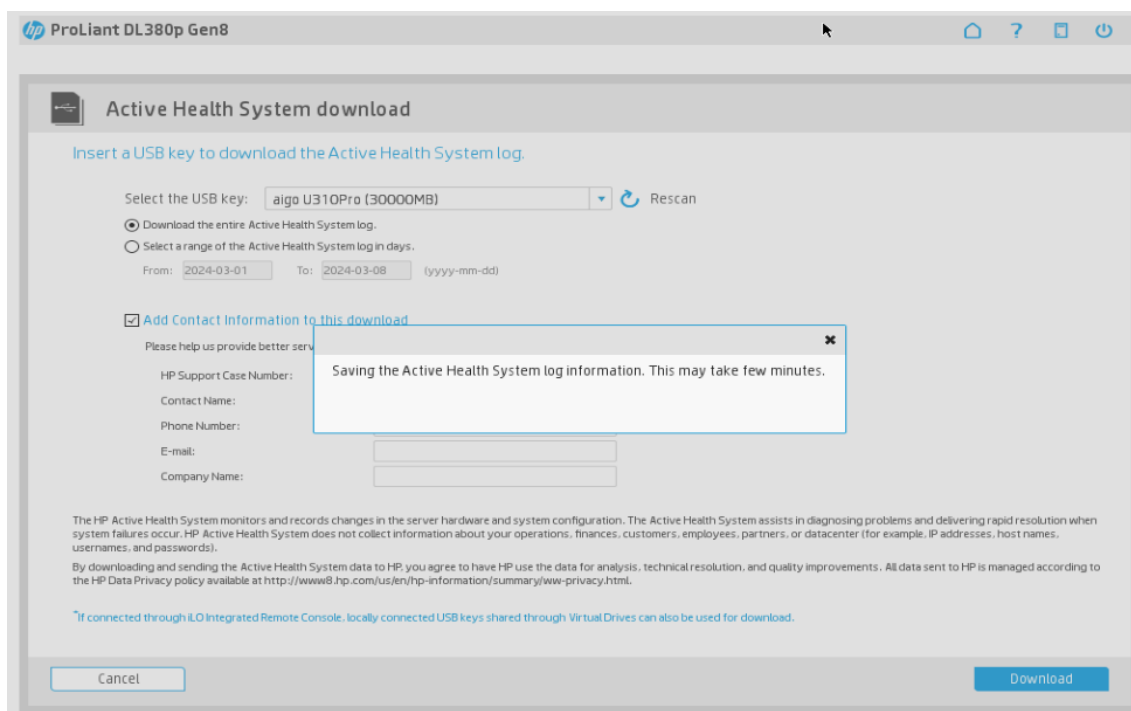 hp ProLiant DL380p Gen8
?
Active Health System download
Insert a USB key to download the Active Health System log.
Select the USB key: aigo U310Pro (30000MB) Rescan
Download the entire Active Health System log.
Select a range of the Active Health System log in days.
From: 2024-03-01 To: 2024-03-08 (yyyy-mm-dd)
Add Contact Information to this download
Please help us provide better serv
Saving the Active Health System log information. This may take few minutes.
HP Support Case Number:
Contact Name:
Phone Number:
E-mail:
Company Name:
The HP Active Health System monitors and records changes in the server hardware and system configuration. The Active Health System assists in diagnosing problems and delivering rapid resolution when
system failures occur. HP Active Health System does not collect information about your operations, finances, customers, employees, partners, or datacenter (for example, IP addresses, host names,
usernames, and passwords).
By downloading and sending the Active Health System data to HP, you agree to have HP use the data for analysis, technical resolution, and quality improvements. All data sent to HP is managed according to
the HP Data Privacy policy available at http://www8.hp.com/us/en/hp-information/summary/ww-privacy.html.
*If connected through iLO Integrated Remote Console, locally connected USB keys shared through Virtual Drives can also be used for download.
Cancel Download